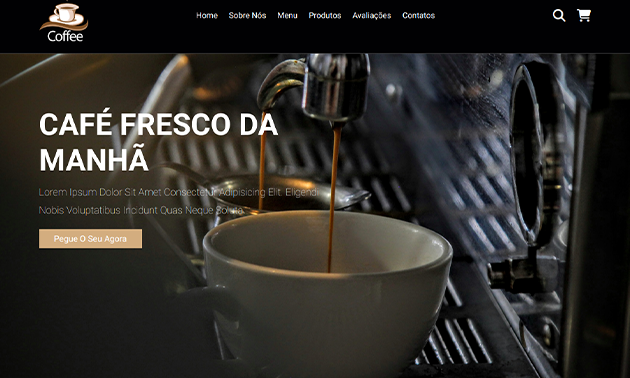 Coffee
Home Sobre Nós Menu Produtos Avaliações Contatos
CAFÉ FRESCO DA
MANHÃ
Lorem Ipsum Dolor Sit Amet Consectetur Adipisicing Elit. Eligendi
Nobis Voluptatibus Incidunt Quas Neque Soluta
Pegue O Seu Agora